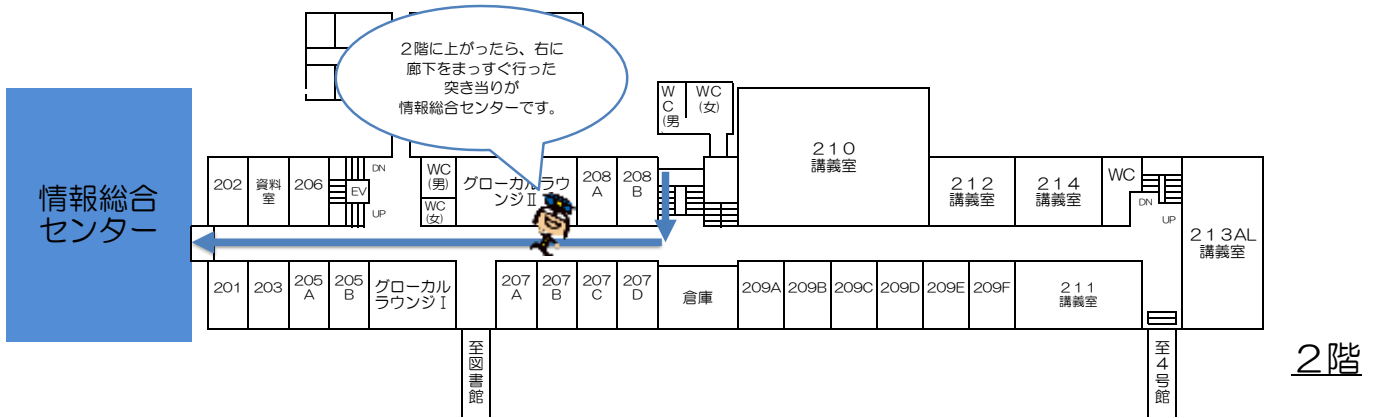 2階に上がったら、右に
廊下をまっすぐ行った
突き当りが
情報総合センターです。
W
C
(男
WC
(女)
210
講義室
情報総合
センター
202
資料
室
206
EV
DN
UP
WC
(男)
WC
(女)
グローカルラウ
ンジⅡ
208
A
208
B
212
講義室
214
講義室
WC
DN
UP
213AL
講義室
201
203
205
A
205
B
グローカル
ラウンジⅠ
207
A
207
B
207
C
207
D
倉庫
209A
209B
209C
209D
209E
209F
211
講義室
至図書館
至4号館
2階